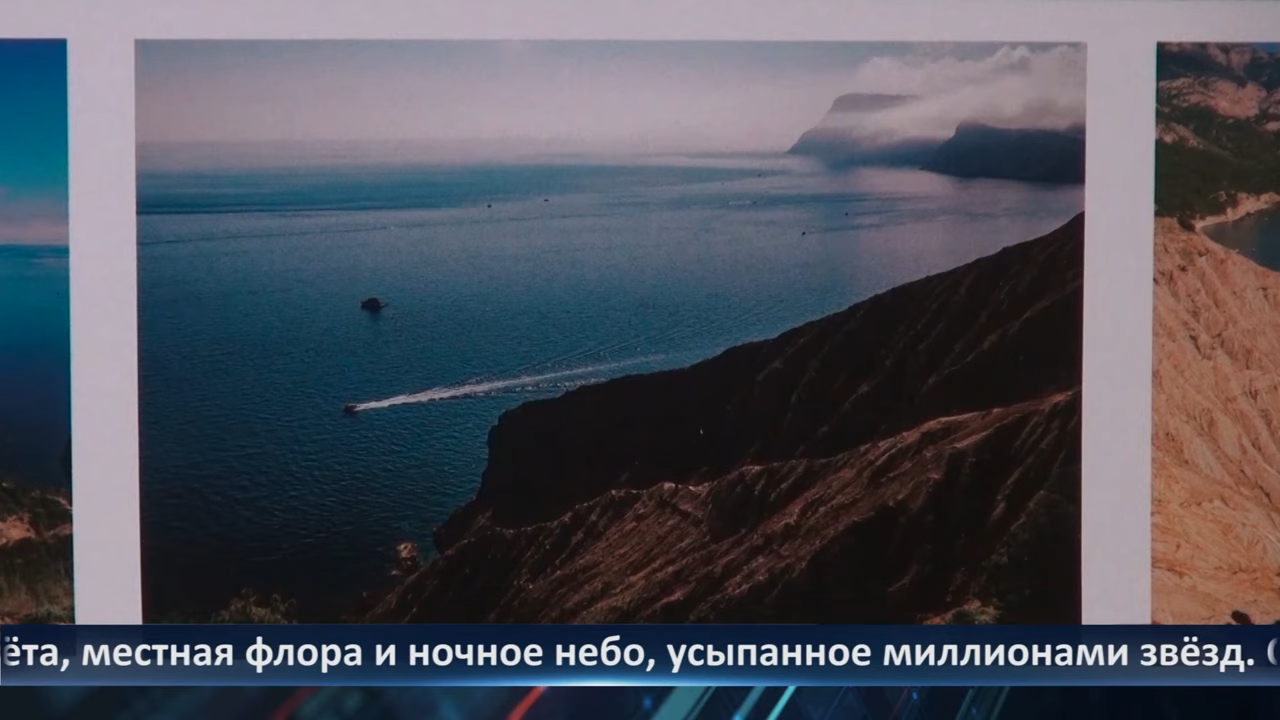 ёта, местная флора и ночное небо, усыпанное миллионами звёзд.